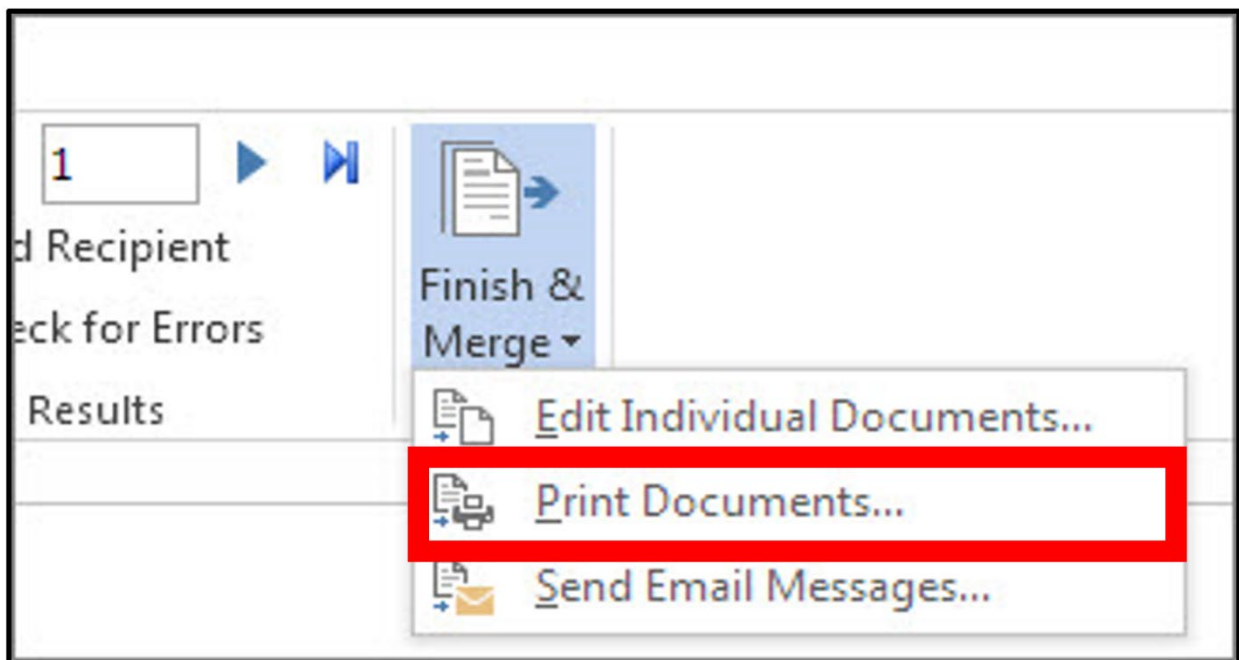 1
d Recipient
eck for Errors
Results
Finish &
Merge
Edit Individual Documents...
Print Documents...
Send Email Messages...